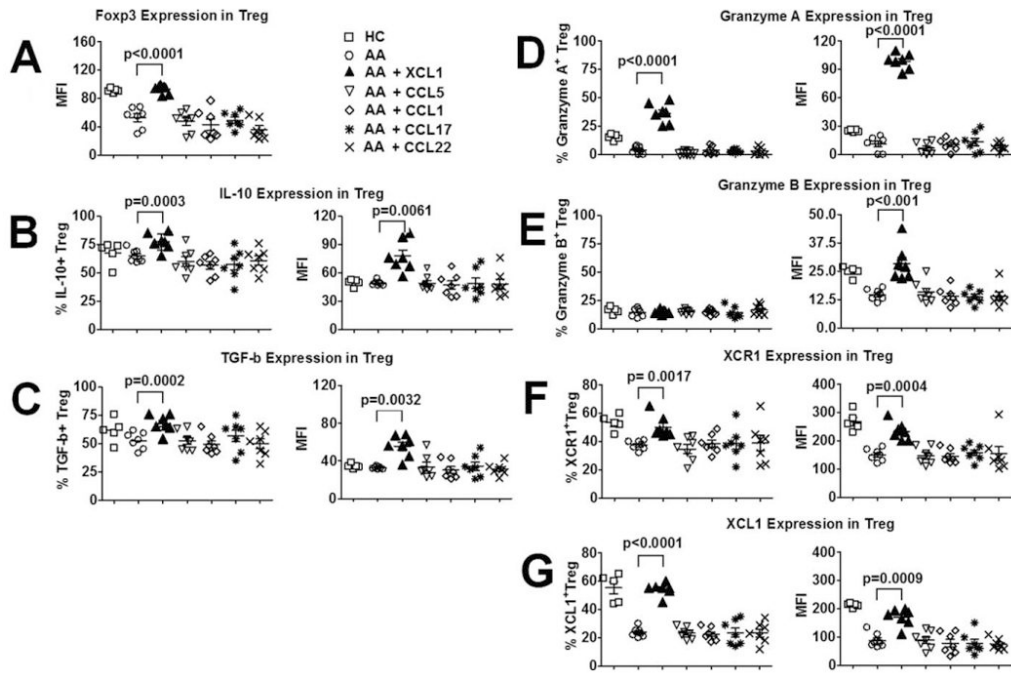 A
Foxp3 Expression in Treg
MFI
160
120
80
40
0
p<0.0001
HC
AA
AA + XCL1
AA + CCL5
AA + CCL1
AA + CCL17
AA + CCL22
B
IL-10 Expression in Treg
% IL-10+ Treg
100
75
50
25
0
p=0.0003
MFI
120
90
60
30
0
p=0.0061
C
TGF-b Expression in Treg
% TGF-b+ Treg
100
75
50
25
0
p=0.0002
MFI
120
80
40
0
p=0.0032
D
Granzyme A Expression in Treg
% Granzyme A+ Treg
90
60
30
0
p<0.0001
MFI
120
90
60
30
0
p<0.0001
E
Granzyme B Expression in Treg
% Granzyme B+ Treg
100
75
50
25
0
MFI
50.0
37.5
25.0
12.5
0.0
p<0.001
F
XCR1 Expression in Treg
% XCR1+Treg
80
60
40
20
0
p= 0.0017
MFI
400
300
200
100
0
p=0.0004
G
XCL1 Expression in Treg
% XCL1+Treg
80
60
40
20
0
p<0.0001
MFI
400
300
200
100
0
p=0.0009